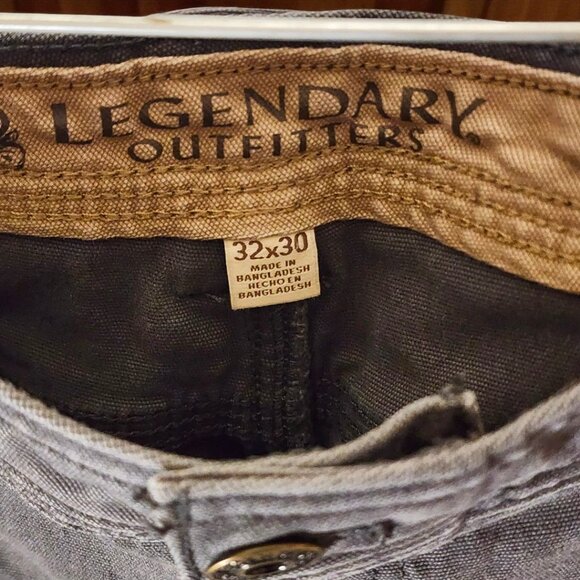 LEGENDARY
OUTFITTERS
32x30
MADE IN
BANGLADESH
HECHO EN
BANGLADESH